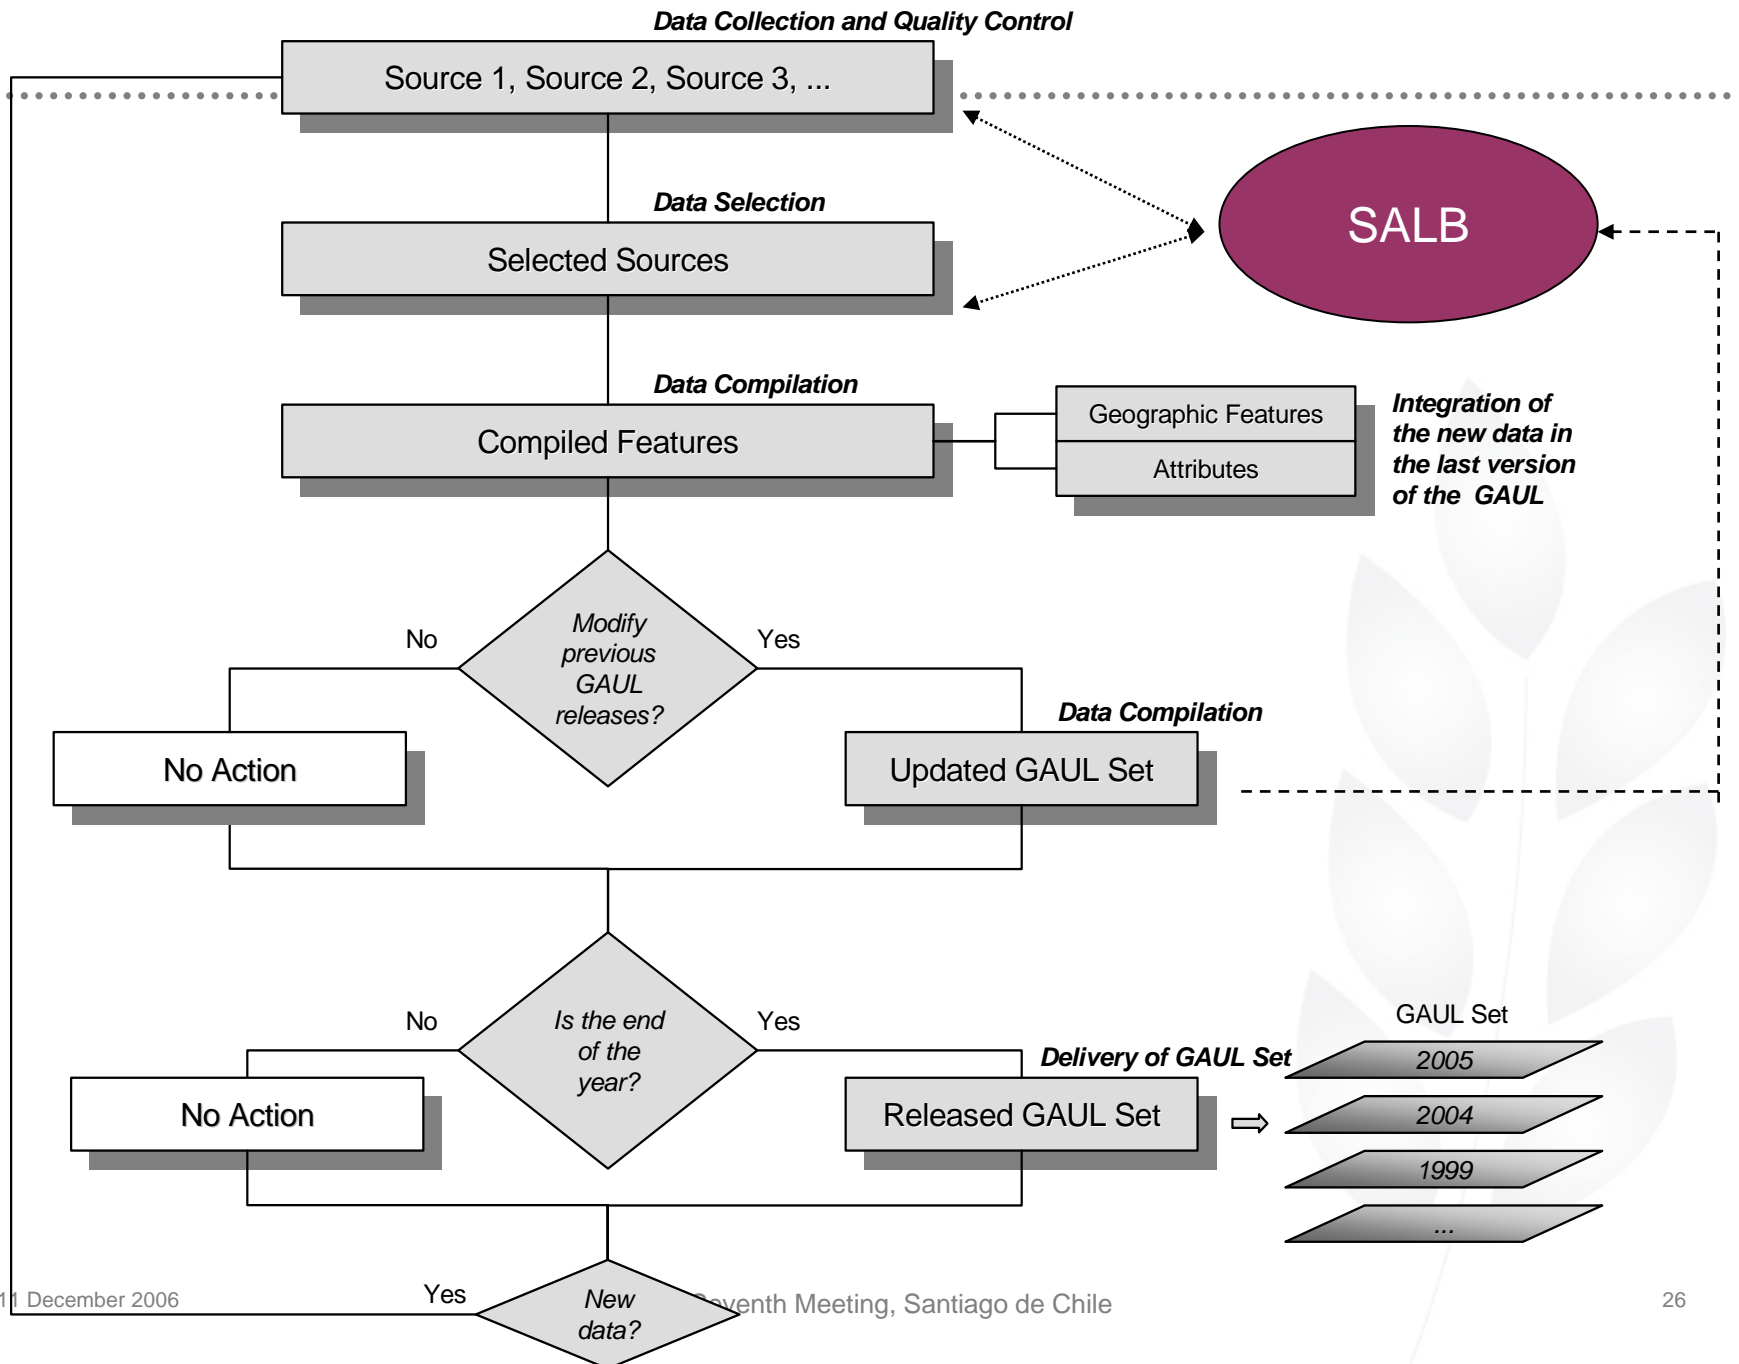 Data Collection and Quality Control
Source 1, Source 2, Source 3, ...
Data Selection
SALB
Selected Sources
Data Compilation
Compiled Features
Geographic Features
Attributes
Integration of
the new data in
the last version
of the GAUL
Modify
previous
GAUL
releases?
No
Yes
Data Compilation
No Action
Updated GAUL Set
Is the end
of the
year?
No
Yes
Delivery of GAUL Set
No Action
Released GAUL Set
GAUL Set
2005
2004
1999
...
11 December 2006
Yes
New
data?
Seventh Meeting, Santiago de Chile
26